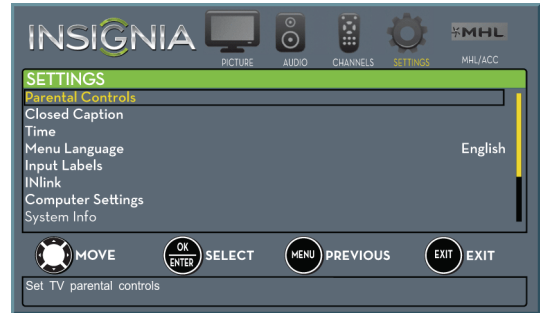 INSIGNIA
PICTURE AUDIO CHANNELS SETTINGS MHL MHL/ACC
SETTINGS
Parental Controls
Closed Caption
Time
Menu Language English
Input Labels
INlink
Computer Settings
System Info
MOVE OK ENTER SELECT MENU PREVIOUS EXIT EXIT
Set TV parental controls